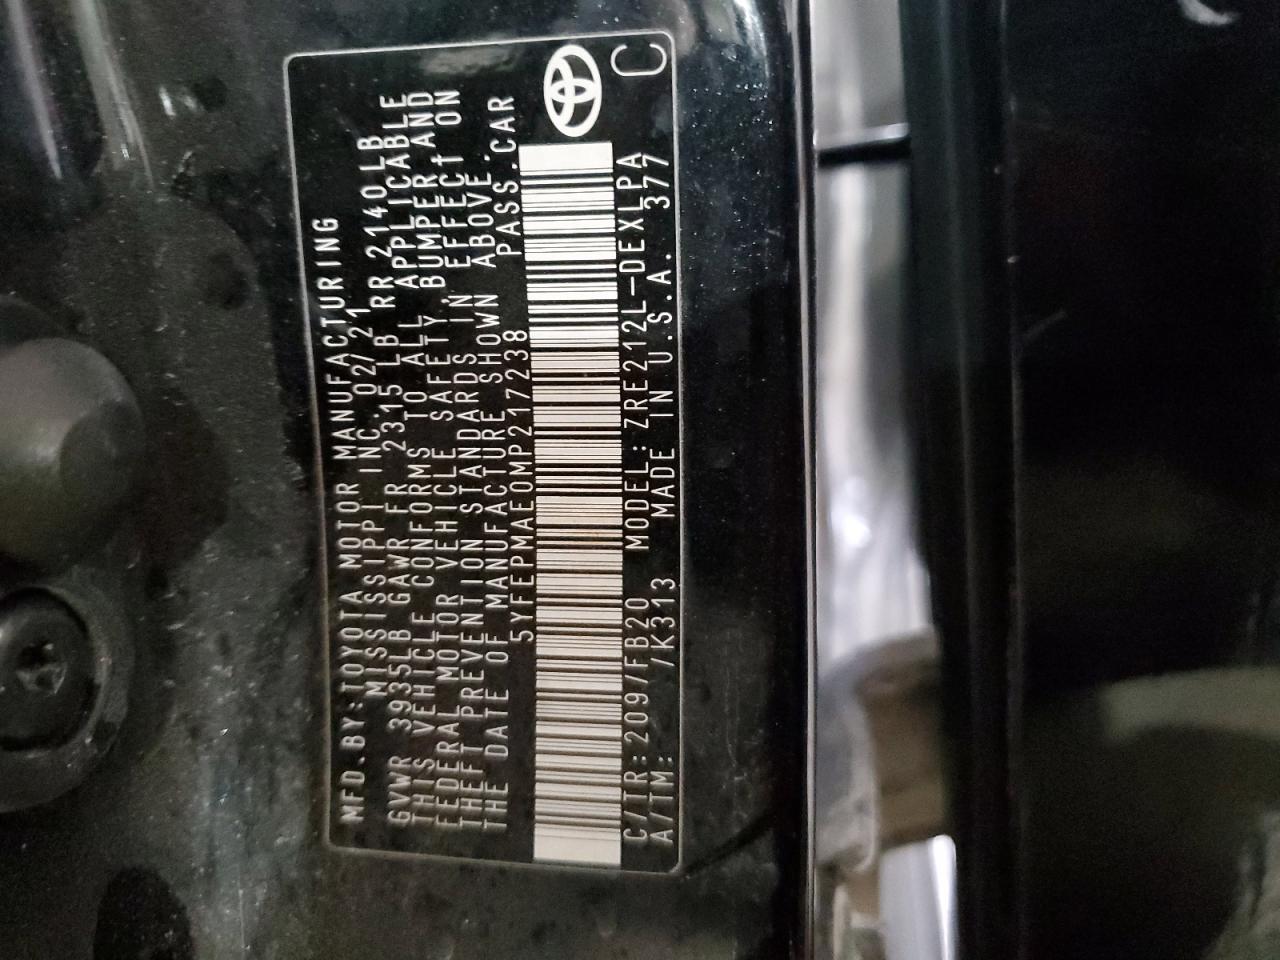 MFD.BY:TOYOTA MOTOR MANUFACTURING
MISSISSIPPI INC. 02/21
GVWR 3935LB GAWR FR 2315 LB RR 2140LB
THIS VEHICLE CONFORMS TO ALL APPLICABLE
FEDERAL MOTOR VEHICLE SAFETY, BUMPER AND
THEFT PREVENTION STANDARDS IN EFFECT ON
THE DATE OF MANUFACTURE SHOWN ABOVE.
5YFEPMAE0MP217238 PASS.CAR
C/TR:209/FB20 MODEL:ZRE212L-DEXLPA
A/TM: /K313 MADE IN U.S.A. 377
C